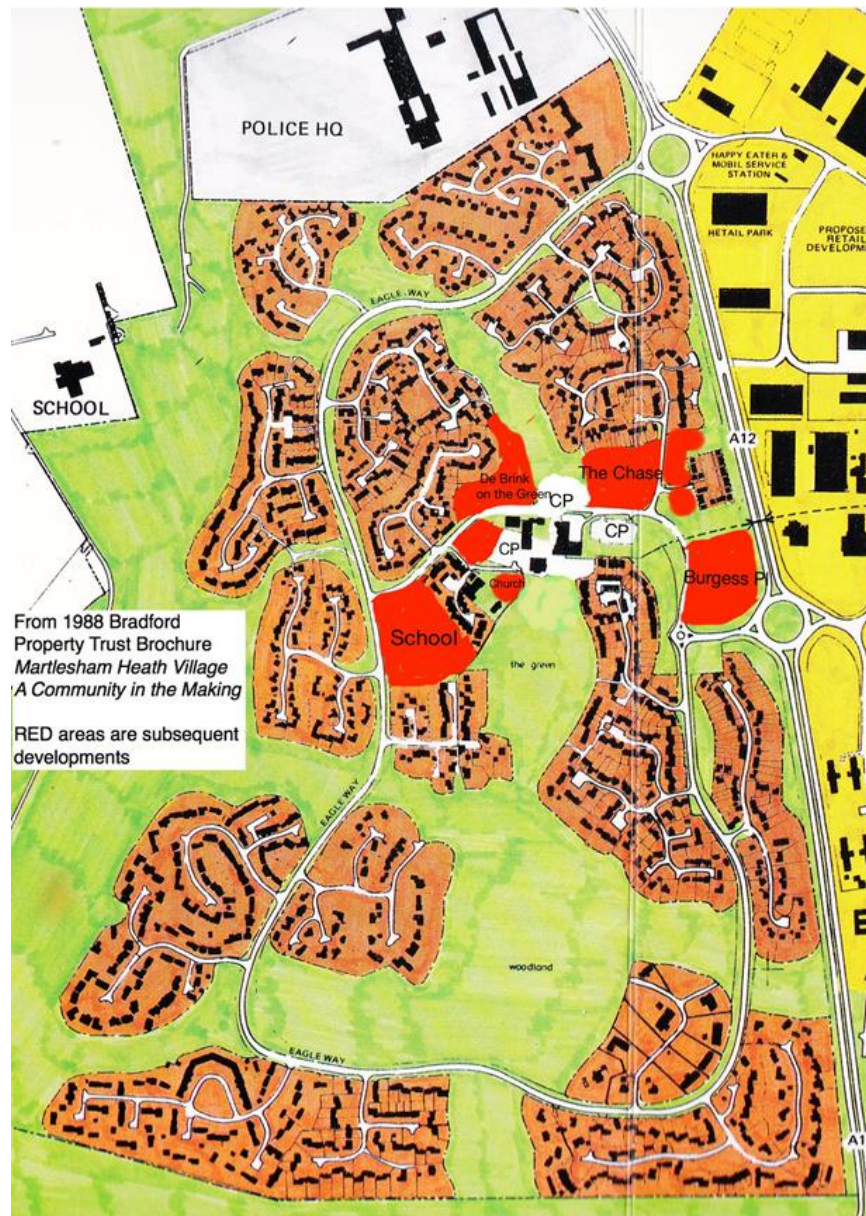 POLICE HQ
HAPPY EATER &
MOBIL SERVICE
STATION
RETAIL PARK
PROPOSE
RETAIL
DEVELOPM
EAGLE WAY
SCHOOL
A12
The Chase
De Brink
on the Green
CP
CP
CP
Church
Burgess Pl
School
From 1988 Bradford
Property Trust Brochure
Martlesham Heath Village
A Community in the Making
RED areas are subsequent
developments
the green
EAGLE WAY
woodland
EAGLE WAY
A1